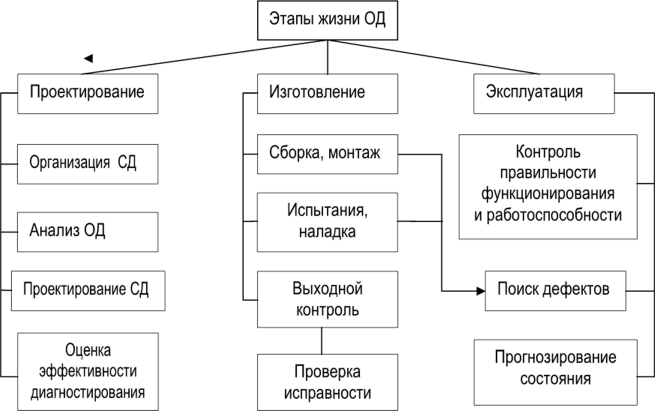 Этапы жизни ОД
Проектирование
Организация СД
Анализ ОД
Проектирование СД
Оценка
эффективности
диагностирования
Изготовление
Сборка, монтаж
Испытания,
наладка
Выходной
контроль
Проверка
исправности
Эксплуатация
Контроль
правильности
функционирования
и работоспособности
Поиск дефектов
Прогнозирование
состояния